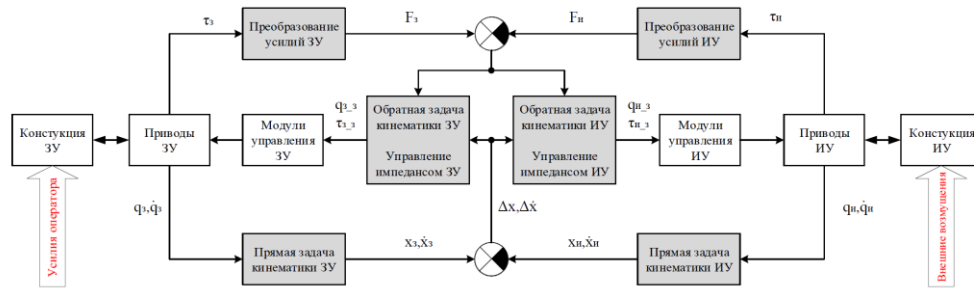 τз
Преобразование
усилий ЗУ
Fз
Fи
Преобразование
усилий ИУ
τи
Констукция
ЗУ
Приводы
ЗУ
Модули
управления
ЗУ
qз_з
τз_з
Обратная задача
кинематики ЗУ
Управление
импедансом ЗУ
Обратная задача
кинематики ИУ
Управление
импедансом ИУ
qи_з
τи_з
Модули
управления
ИУ
Приводы
ИУ
Констукция
ИУ
Усилия оператора
qз,q̇з
Δx,Δẋ
qи,q̇и
Внешние возмущения
Прямая задача
кинематики ЗУ
xз,ẋз
xи,ẋи
Прямая задача
кинематики ИУ